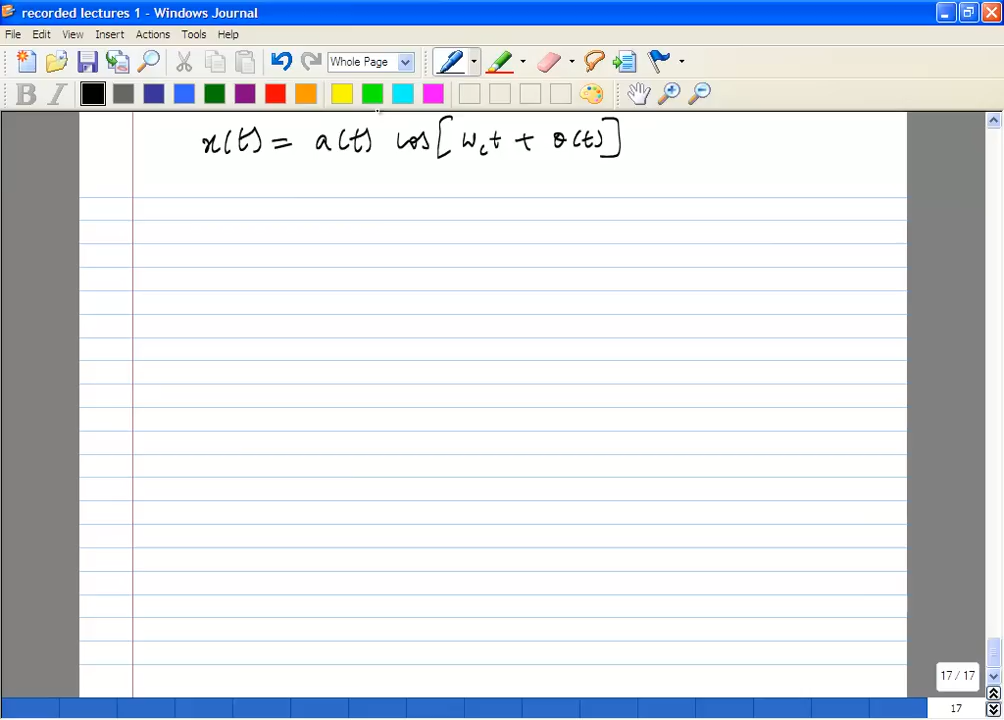 recorded lectures 1 - Windows Journal
File Edit View Insert Actions Tools Help
Whole Page
B I
x(t) = a(t) cos[ωct + θ(t)]
17 / 17
17